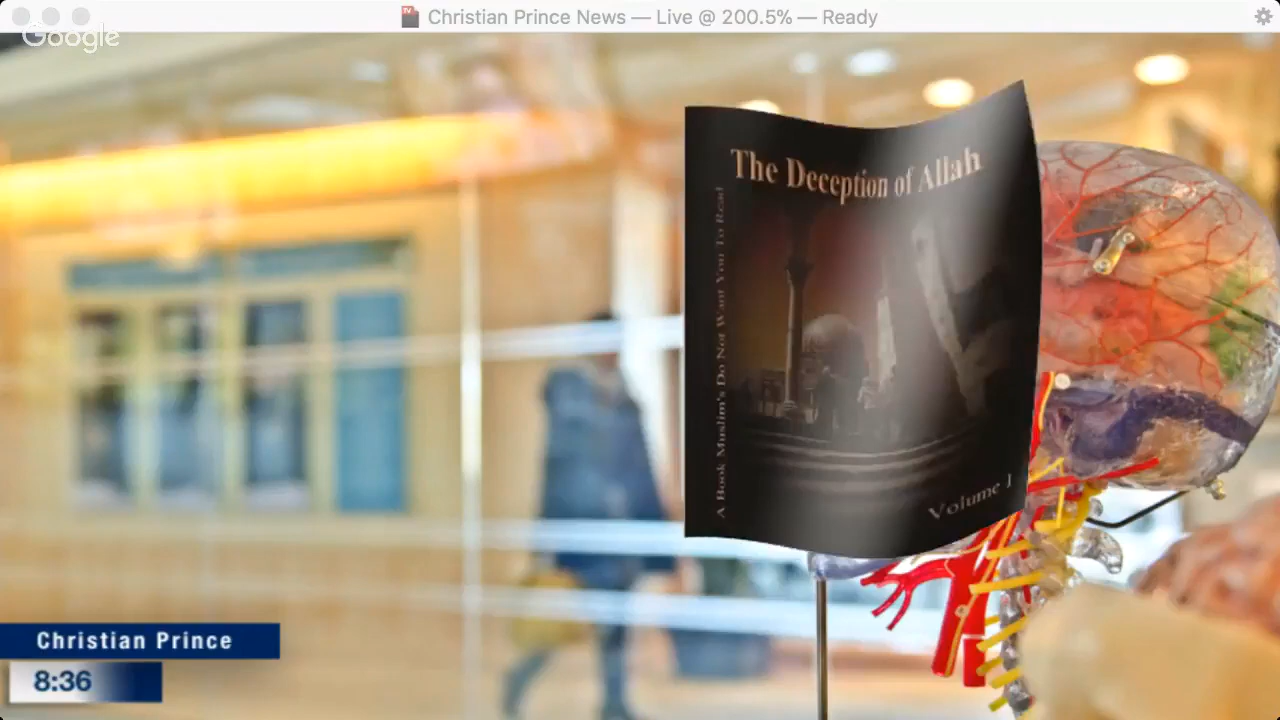 Christian Prince News — Live @ 200.5% — Ready
Google
The Deception of Allah
A Book Muslim's Do Not Want You To Read
Volume 1
Christian Prince
8:36